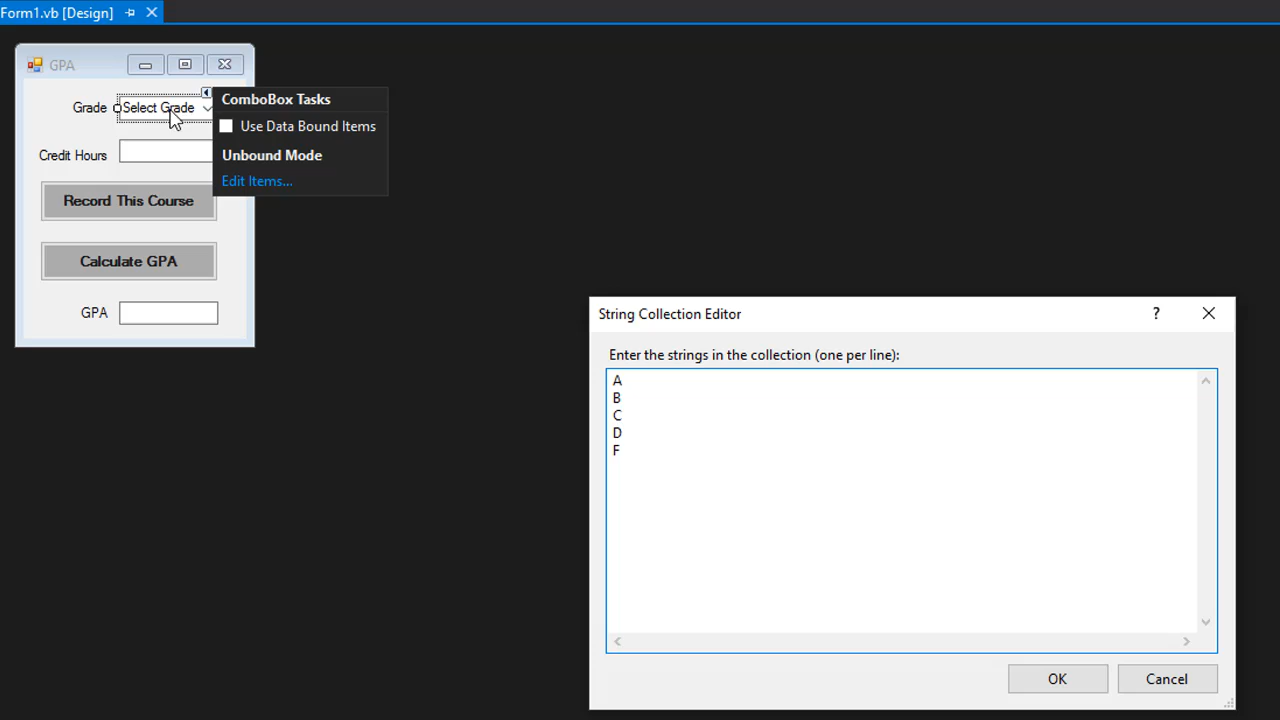 Form1.vb [Design]
GPA
Grade
Select Grade
ComboBox Tasks
Use Data Bound Items
Unbound Mode
Edit Items...
Credit Hours
Record This Course
Calculate GPA
GPA
String Collection Editor
?
Enter the strings in the collection (one per line):
A
B
C
D
F
OK
Cancel